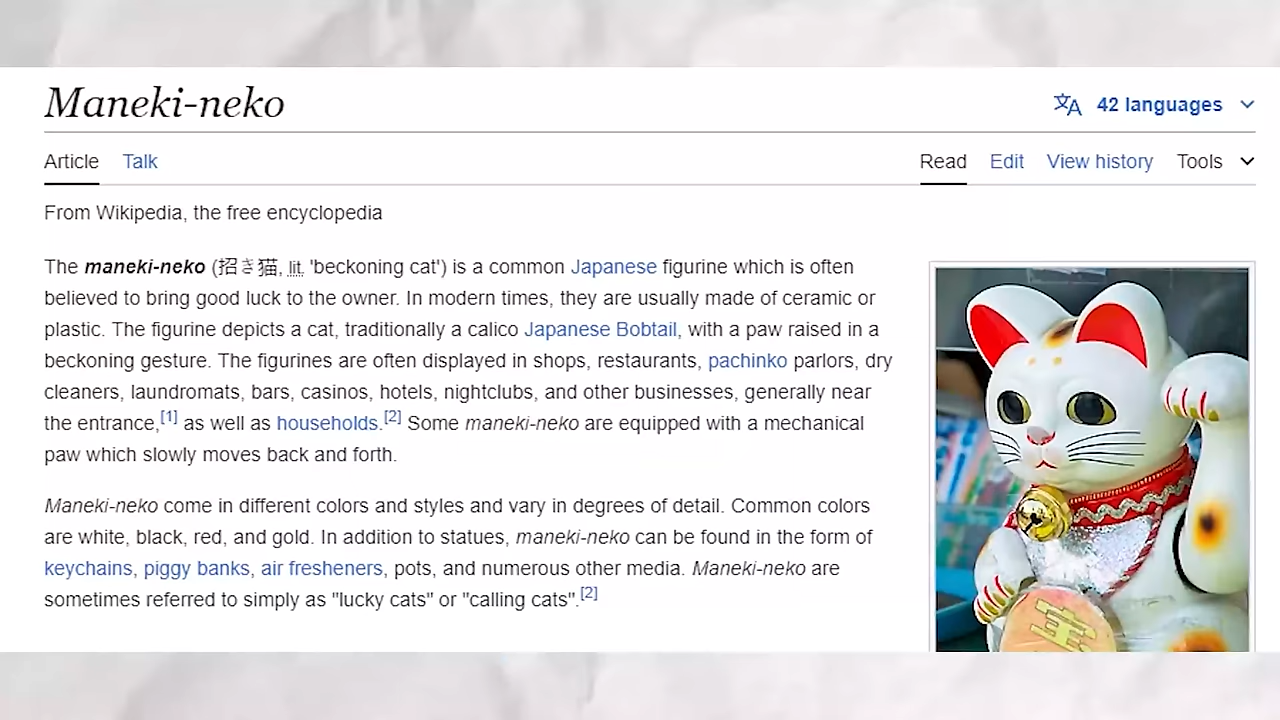 Maneki-neko
42 languages
Article Talk
Read Edit View history Tools
From Wikipedia, the free encyclopedia
The maneki-neko (招き猫, lit. 'beckoning cat') is a common Japanese figurine which is often
believed to bring good luck to the owner. In modern times, they are usually made of ceramic or
plastic. The figurine depicts a cat, traditionally a calico Japanese Bobtail, with a paw raised in a
beckoning gesture. The figurines are often displayed in shops, restaurants, pachinko parlors, dry
cleaners, laundromats, bars, casinos, hotels, nightclubs, and other businesses, generally near
the entrance,[1] as well as households.[2] Some maneki-neko are equipped with a mechanical
paw which slowly moves back and forth.
Maneki-neko come in different colors and styles and vary in degrees of detail. Common colors
are white, black, red, and gold. In addition to statues, maneki-neko can be found in the form of
keychains, piggy banks, air fresheners, pots, and numerous other media. Maneki-neko are
sometimes referred to simply as "lucky cats" or "calling cats".[2]